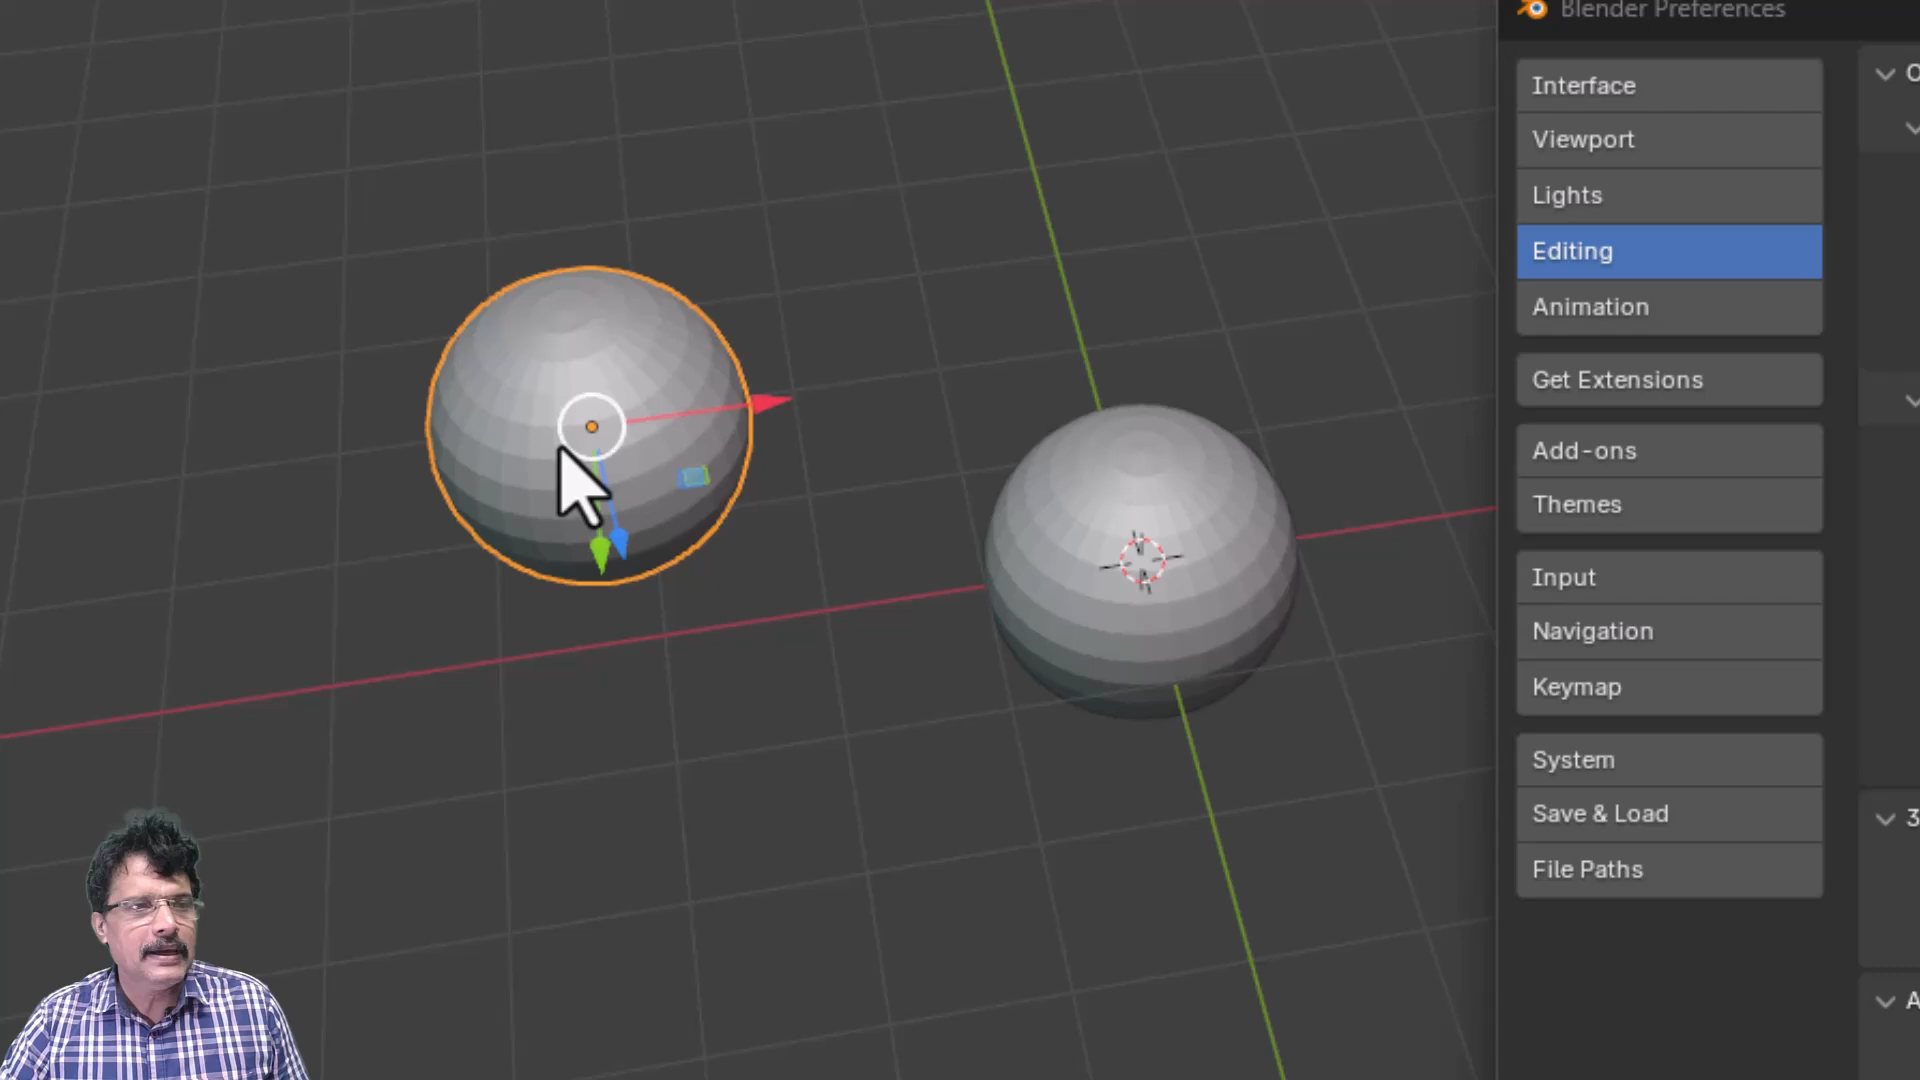 Blender Preferences
Interface
Viewport
Lights
Editing
Animation
Get Extensions
Add-ons
Themes
Input
Navigation
Keymap
System
Save & Load
File Paths